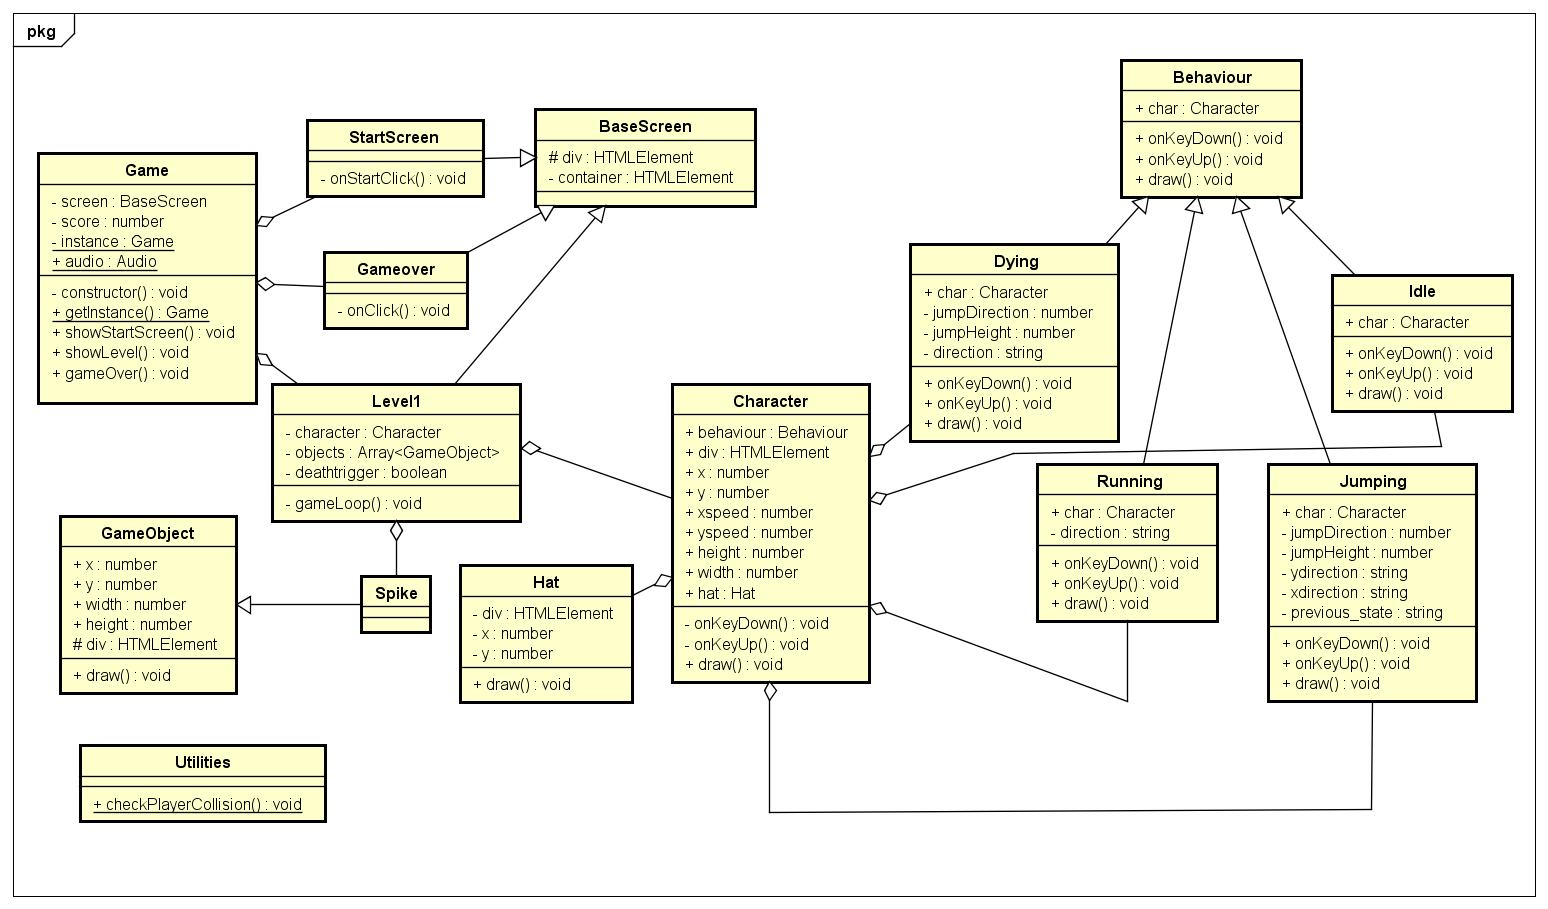 pkg
Behaviour
+ char : Character
+ onKeyDown() : void
+ onKeyUp() : void
+ draw() : void
StartScreen
- onStartClick() : void
BaseScreen
# div : HTMLElement
- container : HTMLElement
Game
- screen : BaseScreen
- score : number
- instance : Game
+ audio : Audio
- constructor() : void
+ getInstance() : Game
+ showStartScreen() : void
+ showLevel() : void
+ gameOver() : void
Gameover
- onClick() : void
Dying
+ char : Character
- jumpDirection : number
- jumpHeight : number
- direction : string
+ onKeyDown() : void
+ onKeyUp() : void
+ draw() : void
Idle
+ char : Character
+ onKeyDown() : void
+ onKeyUp() : void
+ draw() : void
Level1
- character : Character
- objects : Array<GameObject>
- deathtrigger : boolean
- gameLoop() : void
Character
+ behaviour : Behaviour
+ div : HTMLElement
+ x : number
+ y : number
+ xspeed : number
+ yspeed : number
+ height : number
+ width : number
+ hat : Hat
- onKeyDown() : void
- onKeyUp() : void
+ draw() : void
Running
+ char : Character
- direction : string
+ onKeyDown() : void
+ onKeyUp() : void
+ draw() : void
Jumping
+ char : Character
- jumpDirection : number
- jumpHeight : number
- ydirection : string
- xdirection : string
- previous_state : string
+ onKeyDown() : void
+ onKeyUp() : void
+ draw() : void
GameObject
+ x : number
+ y : number
+ width : number
+ height : number
# div : HTMLElement
+ draw() : void
Spike
Hat
- div : HTMLElement
- x : number
- y : number
+ draw() : void
Utilities
+ checkPlayerCollision() : void